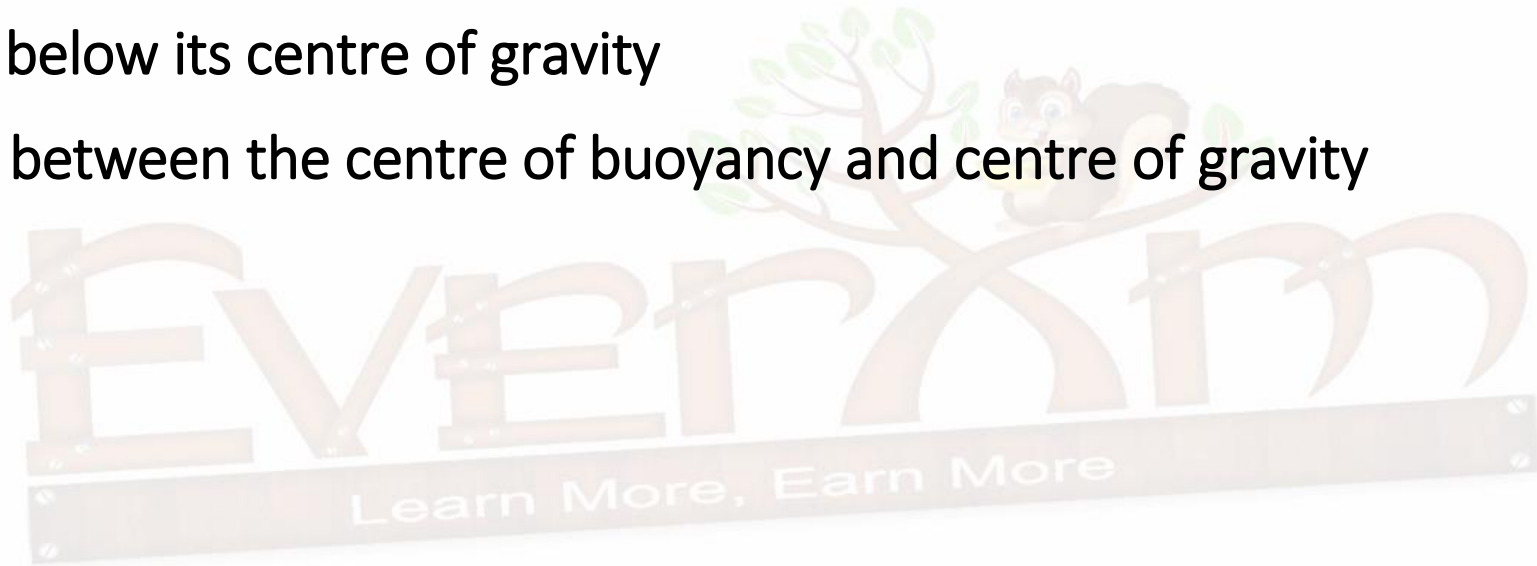 below its centre of gravity
between the centre of buoyancy and centre of gravity
Everxm
Learn More, Earn More